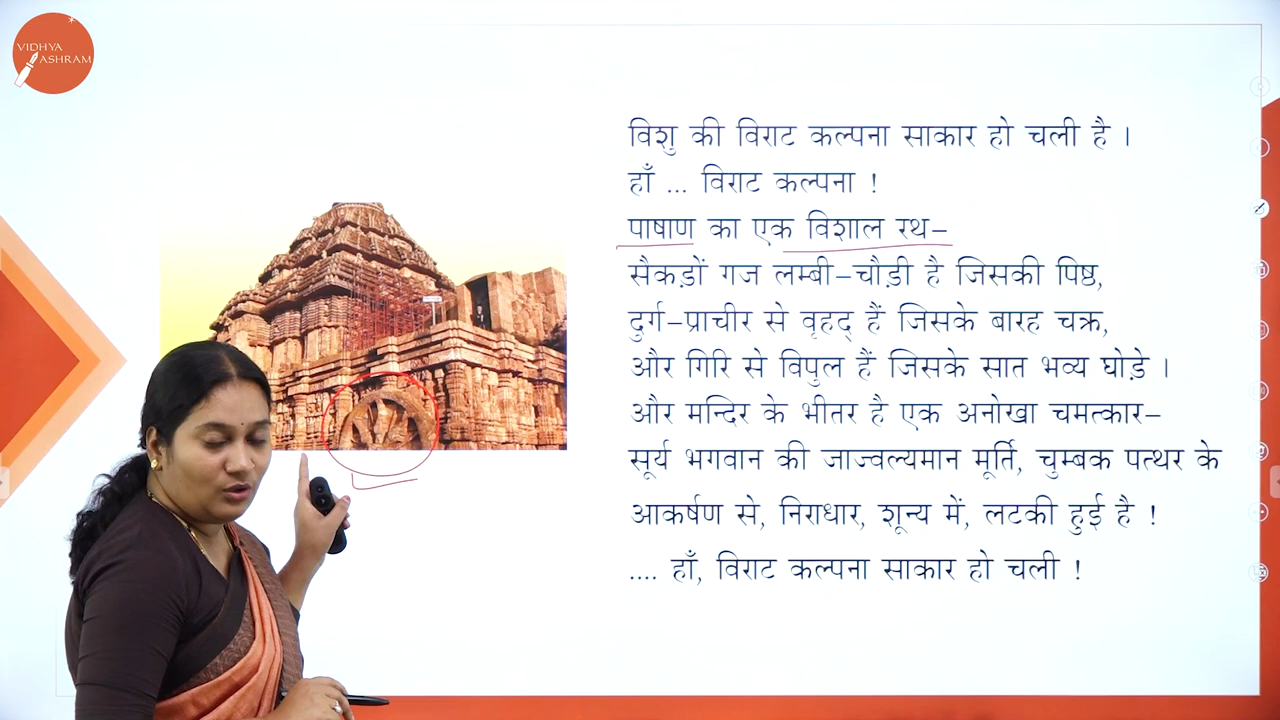 VIDHYA
ASHRAM
विशु की विराट कल्पना साकार हो चली है ।
हाँ ... विराट कल्पना !
पाषाण का एक विशाल रथ–
सैकड़ों गज लम्बी–चौड़ी है जिसकी पिष्ठ,
दुर्ग–प्राचीर से वृहद् हैं जिसके बारह चक्र,
और गिरि से विपुल हैं जिसके सात भव्य घोड़े ।
और मन्दिर के भीतर है एक अनोखा चमत्कार–
सूर्य भगवान की जाज्वल्यमान मूर्ति, चुम्बक पत्थर के
आकर्षण से, निराधार, शून्य में, लटकी हुई है !
.... हाँ, विराट कल्पना साकार हो चली !